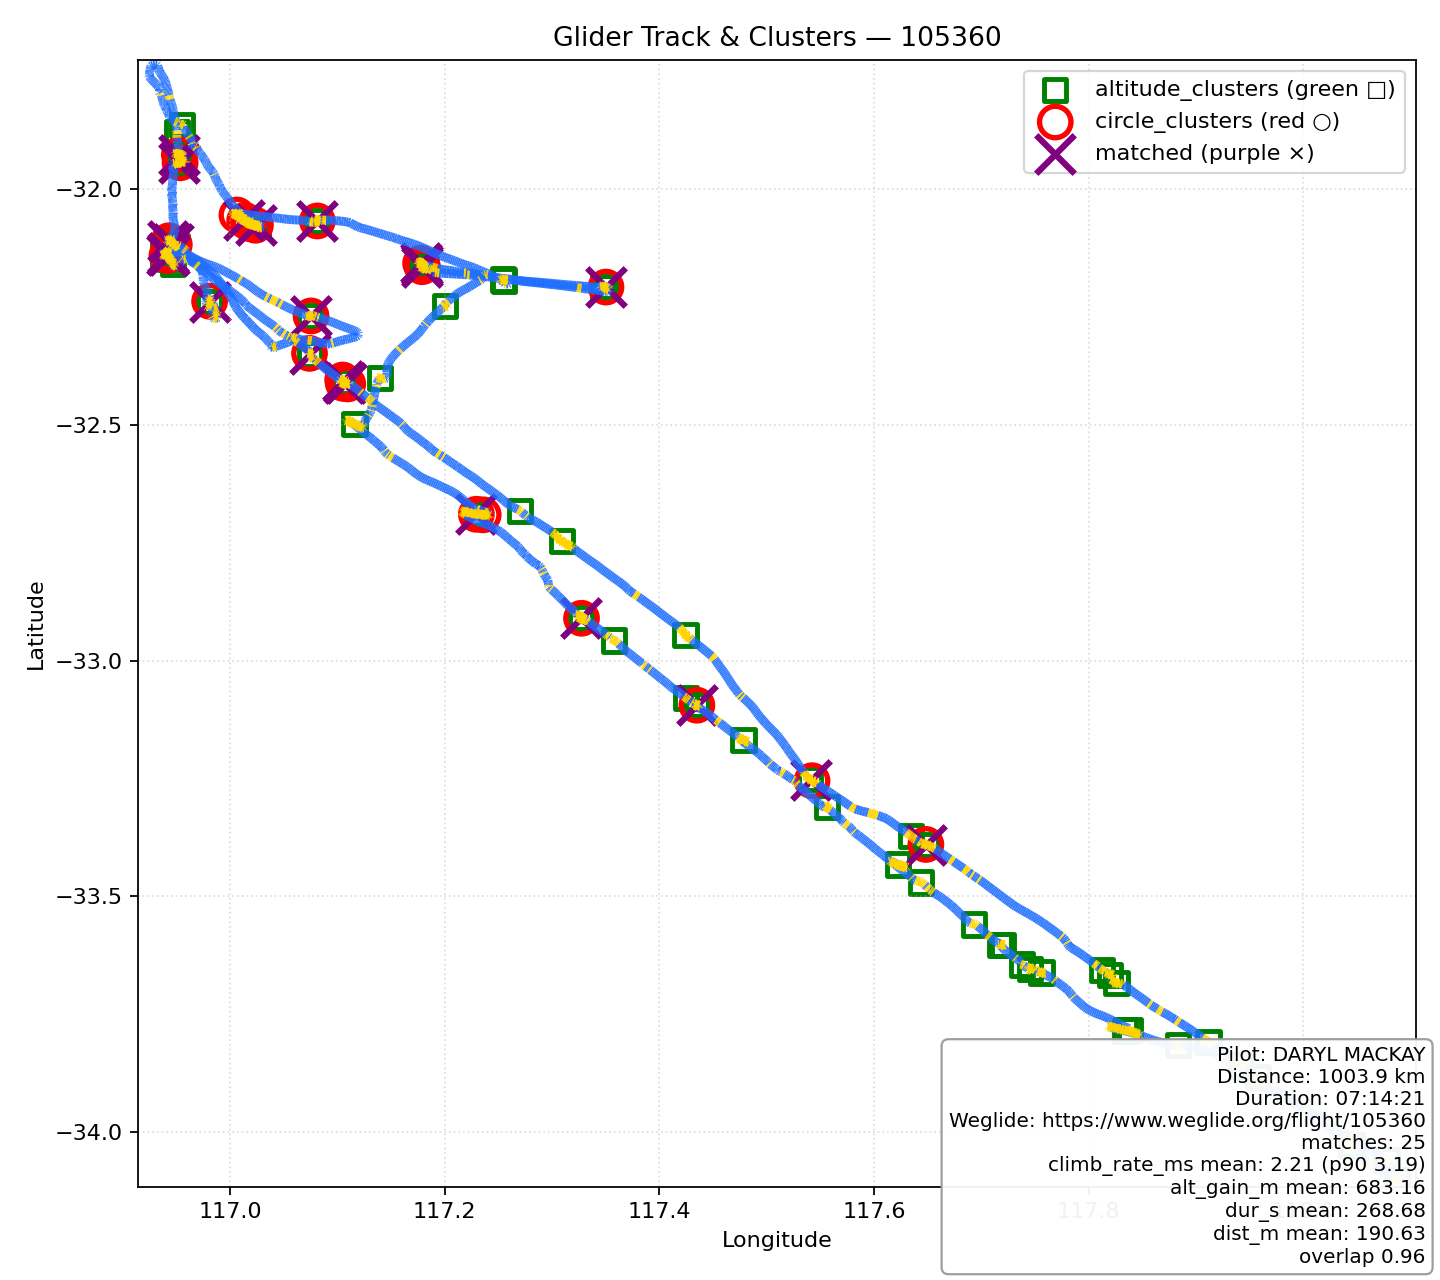 Glider Track & Clusters — 105360
altitude_clusters (green □)
circle_clusters (red ○)
matched (purple ×)
Latitude
−32.0
−32.5
−33.0
−33.5
−34.0
117.0
117.2
117.4
117.6
117.8
Longitude
Pilot: DARYL MACKAY
Distance: 1003.9 km
Duration: 07:14:21
Weglide: https://www.weglide.org/flight/105360
matches: 25
climb_rate_ms mean: 2.21 (p90 3.19)
alt_gain_m mean: 683.16
dur_s mean: 268.68
dist_m mean: 190.63
overlap 0.96